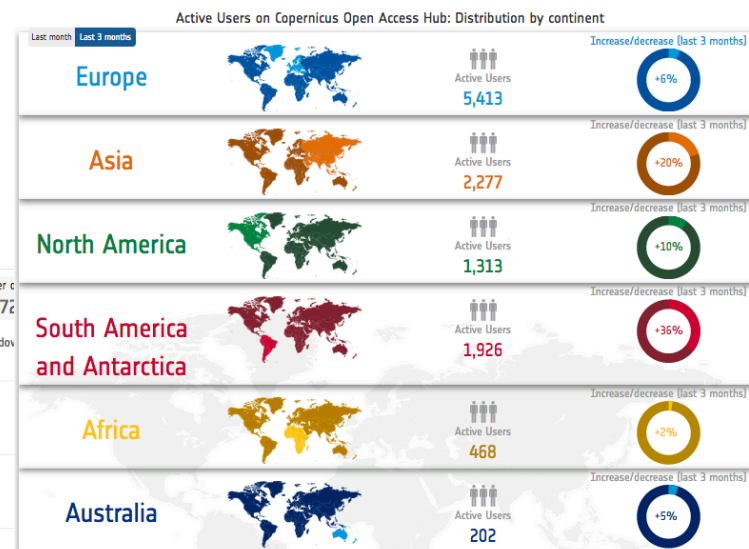 Active Users on Copernicus Open Access Hub: Distribution by continent
Last month Last 3 months
Increase/decrease (last 3 months)
Europe
Active Users
5,413
+6%
Increase/decrease (last 3 months)
Asia
Active Users
2,277
+20%
Increase/decrease (last 3 months)
North America
Active Users
1,313
+10%
Increase/decrease (last 3 months)
South America
and Antarctica
Active Users
1,926
+36%
Increase/decrease (last 3 months)
Africa
Active Users
468
+2%
Increase/decrease (last 3 months)
Australia
Active Users
202
+5%